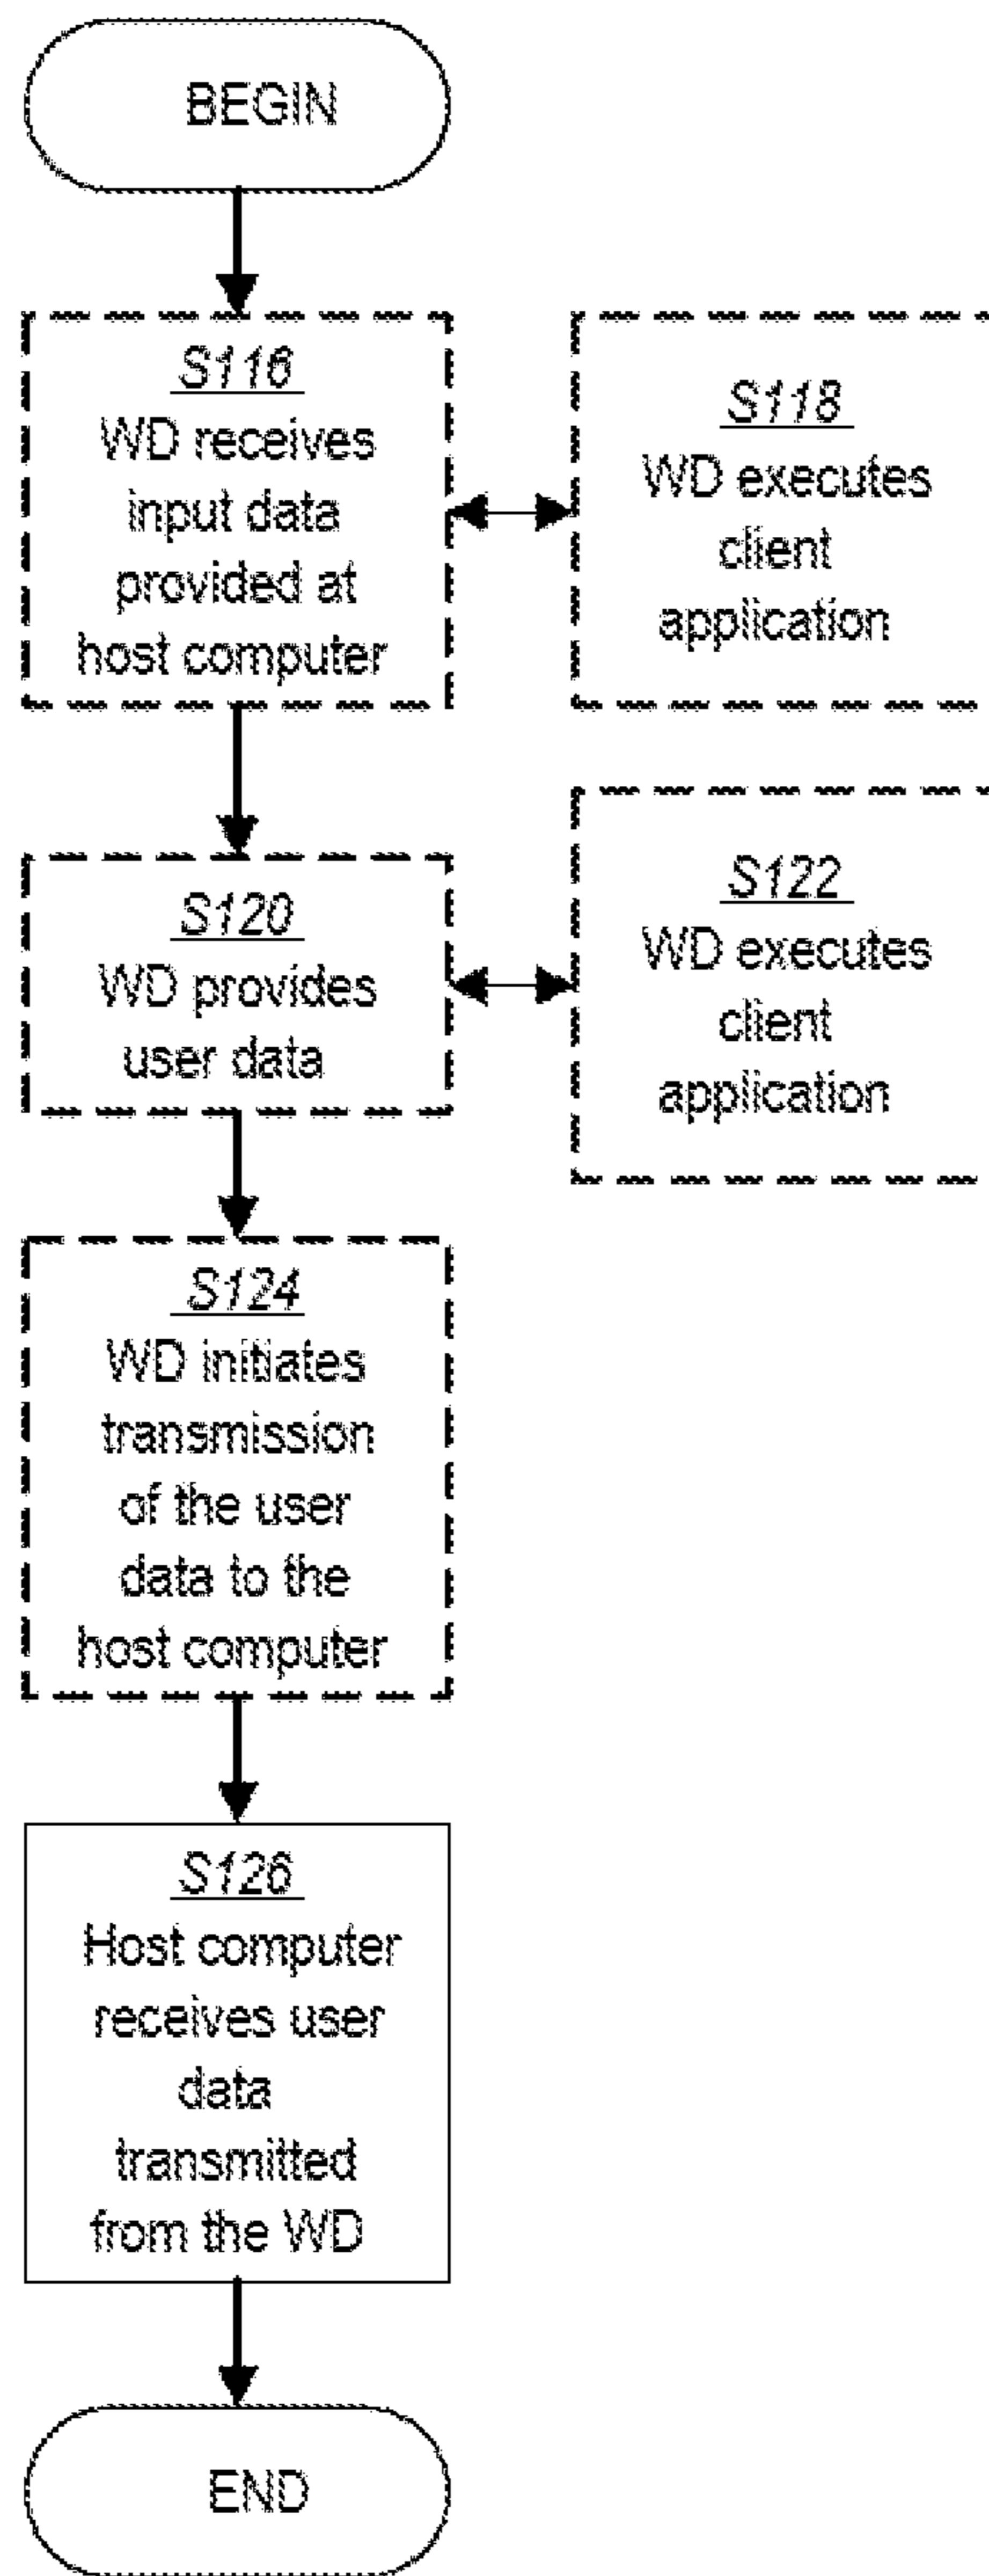 BEGIN
S116
WD receives
input data
provided at
host computer
S118
WD executes
client
application
S120
WD provides
user data
S122
WD executes
client
application
S124
WD initiates
transmission
of the user
data to the
host computer
S126
Host computer
receives user
data
transmitted
from the WD
END